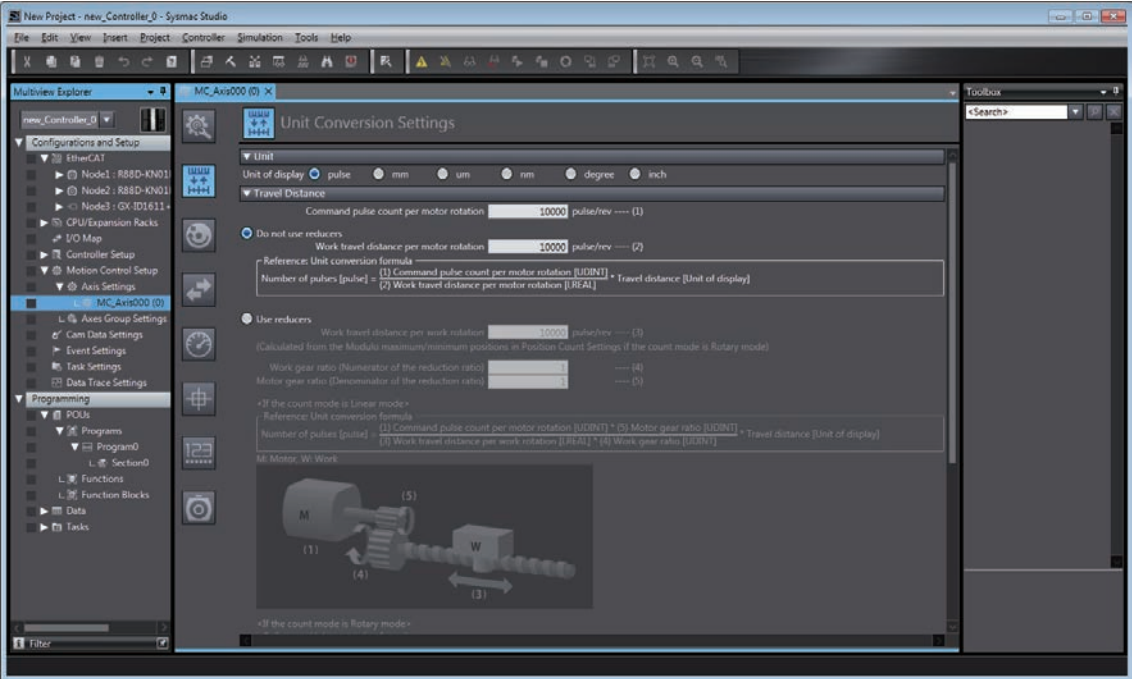 New Project - new_Controller_0 - Sysmac Studio
File Edit View Insert Project Controller Simulation Tools Help
Multiview Explorer
new_Controller_0
Configurations and Setup
EtherCAT
Node1 : R88D-KN01
Node2 : R88D-KN01
Node3 : GX-ID1611+
CPU/Expansion Racks
I/O Map
Controller Setup
Motion Control Setup
Axis Settings
MC_Axis000 (0)
Axes Group Settings
Cam Data Settings
Event Settings
Task Settings
Data Trace Settings
Programming
POUs
Programs
Program0
Section0
Functions
Function Blocks
Data
Tasks
Filter
MC_Axis000 (0)
123
Unit Conversion Settings
Unit
Unit of display pulse mm um nm degree inch
Travel Distance
Command pulse count per motor rotation 10000 pulse/rev ---- (1)
Do not use reducers
Work travel distance per motor rotation 10000 pulse/rev ---- (2)
Reference: Unit conversion formula
Number of pulses [pulse] = (1) Command pulse count per motor rotation [UDINT] * Travel distance [Unit of display]
(2) Work travel distance per motor rotation [LREAL]
Use reducers
Work travel distance per work rotation 10000 pulse/rev ---- (3)
(Calculated from the Modulo maximum/minimum positions in Position Count Settings if the count mode is Rotary mode)
Work gear ratio (Numerator of the reduction ratio) 1 ---- (4)
Motor gear ratio (Denominator of the reduction ratio) ---- (5)
<If the count mode is Linear mode>
Reference: Unit conversion formula
Number of pulses [pulse] = (1) Command pulse count per motor rotation [UDINT] * (5) Motor gear ratio [UDINT] * Travel distance [Unit of display]
(3) Work travel distance per work rotation [LREAL] * (4) Work gear ratio [UDINT]
M: Motor, W: Work
(5)
M
(1)
W
(4)
(3)
<If the count mode is Rotary mode>
Toolbox
<Search>